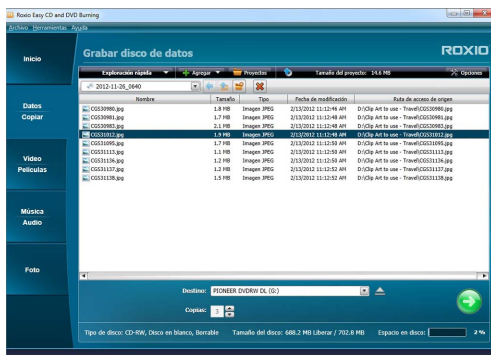 Roxio Easy CD and DVD Burning
Archivo Herramientas Ayuda
Inicio
Grabar disco de datos
ROXIO
Exploración rápida Agregar Proyectos Tamaño del proyecto: 14.6 MB Opciones
2012-11-26_0640
Nombre Tamaño Tipo Fecha de modificación Ruta de acceso de origen
CGS30980.jpg 1.8 MB Imagen JPEG 2/13/2012 11:12:46 AM D:\Clip Art to use - Travel\CGS30980.jpg
CGS30981.jpg 1.7 MB Imagen JPEG 2/13/2012 11:12:48 AM D:\Clip Art to use - Travel\CGS30981.jpg
CGS30983.jpg 2.1 MB Imagen JPEG 2/13/2012 11:12:48 AM D:\Clip Art to use - Travel\CGS30983.jpg
CGS31012.jpg 1.9 MB Imagen JPEG 2/13/2012 11:12:48 AM D:\Clip Art to use - Travel\CGS31012.jpg
CGS31095.jpg 1.7 MB Imagen JPEG 2/13/2012 11:12:50 AM D:\Clip Art to use - Travel\CGS31095.jpg
CGS31113.jpg 1.1 MB Imagen JPEG 2/13/2012 11:12:50 AM D:\Clip Art to use - Travel\CGS31113.jpg
CGS31136.jpg 1.2 MB Imagen JPEG 2/13/2012 11:12:52 AM D:\Clip Art to use - Travel\CGS31136.jpg
CGS31137.jpg 1.2 MB Imagen JPEG 2/13/2012 11:12:52 AM D:\Clip Art to use - Travel\CGS31137.jpg
CGS31138.jpg 1.5 MB Imagen JPEG 2/13/2012 11:12:52 AM D:\Clip Art to use - Travel\CGS31138.jpg
Datos
Copiar
Video
Películas
Música
Audio
Foto
Destino: PIONEER DVDRW DL (G:)
Copias: 3
Tipo de disco: CD-RW, Disco en blanco, Borrable Tamaño del disco: 688.2 MB Liberar / 702.8 MB Espacio en disco: 2 %